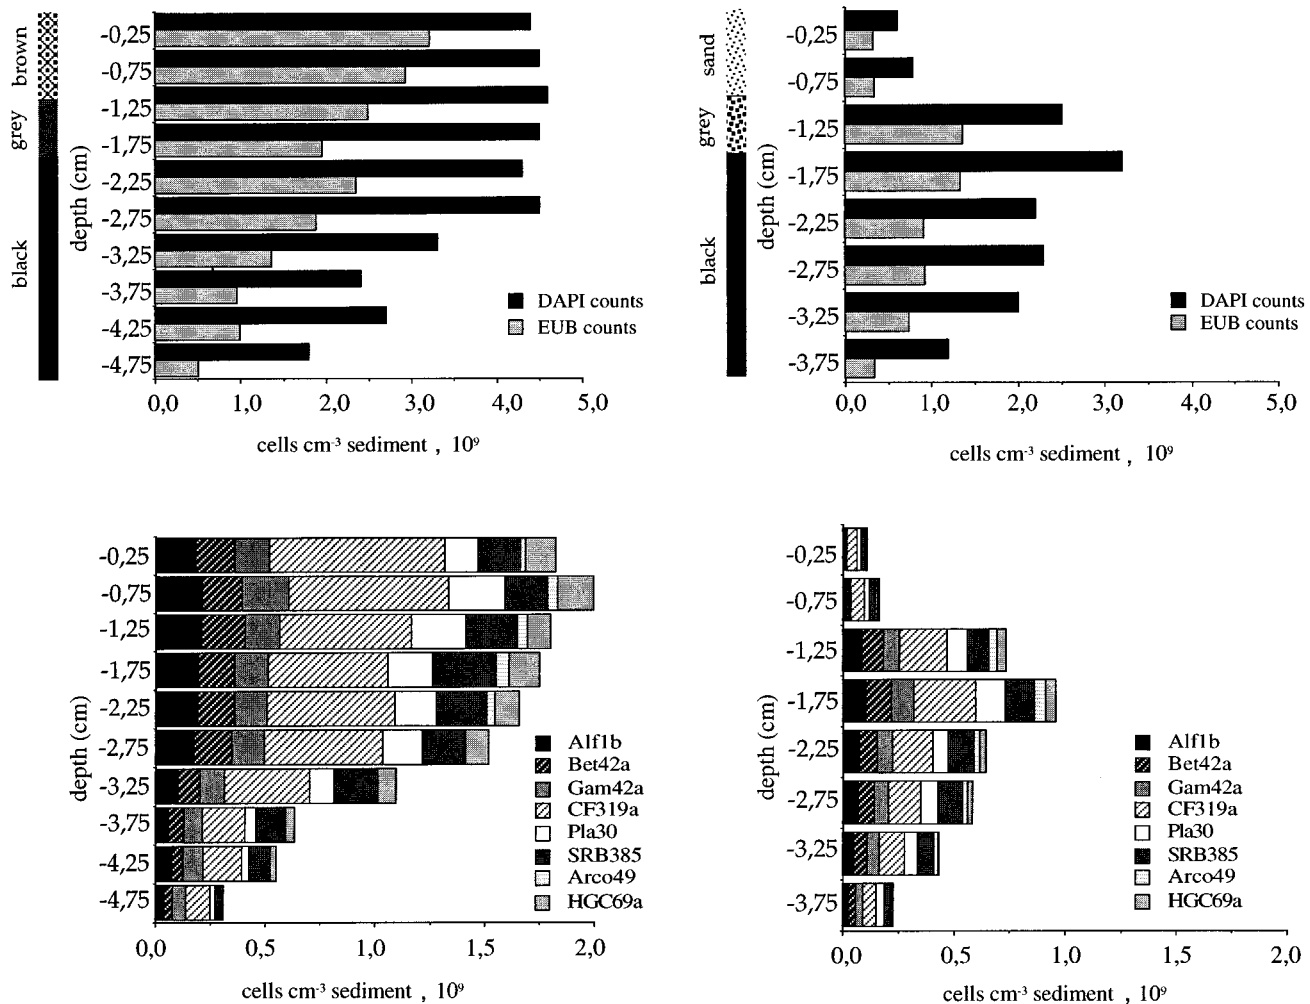 brown
grey
black
depth (cm)
-0,25
-0,75
-1,25
-1,75
-2,25
-2,75
-3,25
-3,75
-4,25
-4,75
DAPI counts
EUB counts
0,0 1,0 2,0 3,0 4,0 5,0
cells cm-3 sediment , 10⁹
sand
grey
black
depth (cm)
-0,25
-0,75
-1,25
-1,75
-2,25
-2,75
-3,25
-3,75
DAPI counts
EUB counts
0,0 1,0 2,0 3,0 4,0 5,0
cells cm-3 sediment , 10⁹
depth (cm)
-0,25
-0,75
-1,25
-1,75
-2,25
-2,75
-3,25
-3,75
-4,25
-4,75
Alf1b
Bet42a
Gam42a
CF319a
Pla30
SRB385
Arco49
HGC69a
0,0 0,5 1,0 1,5 2,0
cells cm-3 sediment , 10⁹
depth (cm)
-0,25
-0,75
-1,25
-1,75
-2,25
-2,75
-3,25
-3,75
Alf1b
Bet42a
Gam42a
CF319a
Pla30
SRB385
Arco49
HGC69a
0,0 0,5 1,0 1,5 2,0
cells cm-3 sediment , 10⁹